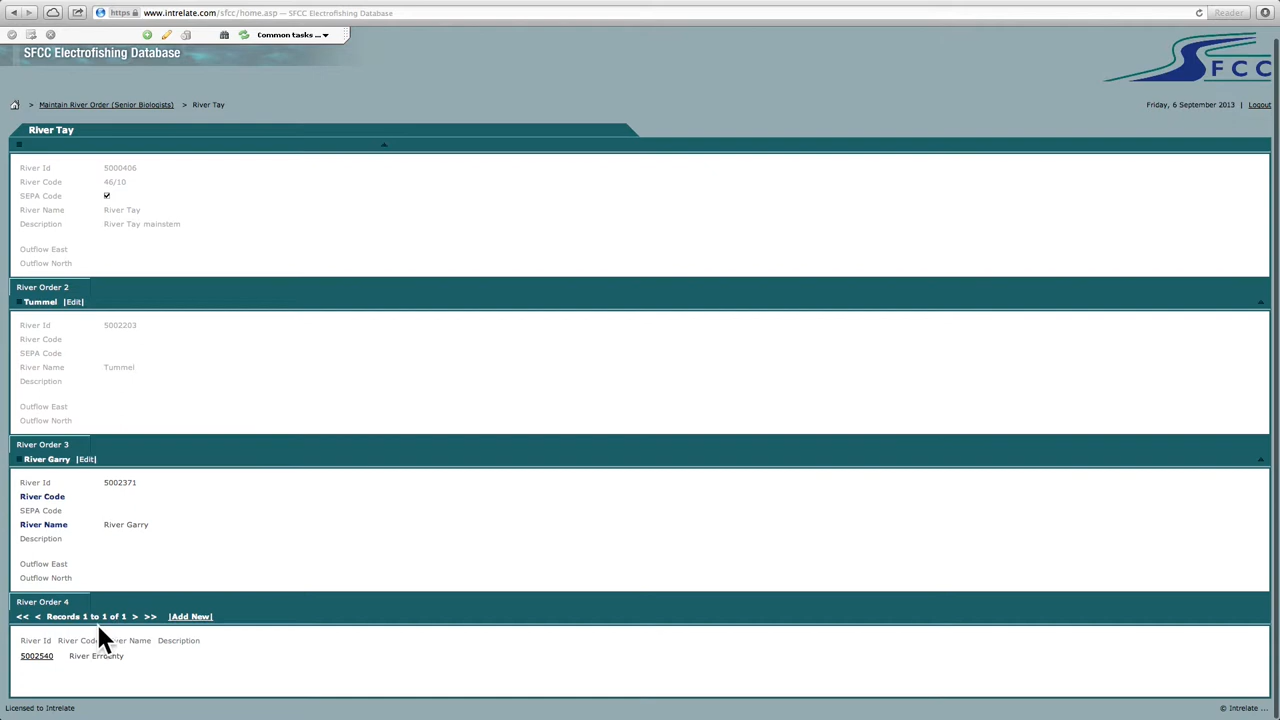 https www.intrelate.com/sfcc/home.asp — SFCC Electrofishing Database
Reader
Common tasks ...
SFCC Electrofishing Database
SFCC
> Maintain River Order (Senior Biologists) > River Tay
Friday, 6 September 2013 | Logout
River Tay
River Id 5000406
River Code 46/10
SEPA Code
River Name River Tay
Description River Tay mainstem
Outflow East
Outflow North
River Order 2
Tummel |Edit|
River Id 5002203
River Code
SEPA Code
River Name Tummel
Description
Outflow East
Outflow North
River Order 3
River Garry |Edit|
River Id 5002371
River Code
SEPA Code
River Name River Garry
Description
Outflow East
Outflow North
River Order 4
<< < Records 1 to 1 of 1 > >> |Add New|
River Id River Code River Name Description
5002540 River
Licensed to Intrelate
© Intrelate ...